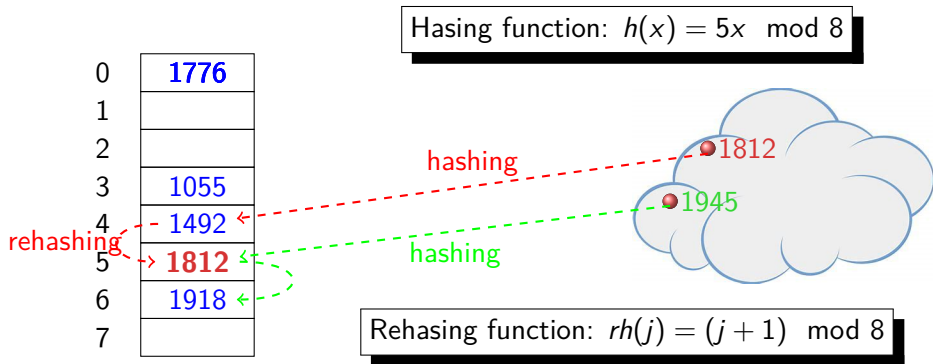 Hasing function: h(x) = 5x mod 8
0 1776
1
2
3 1055
4 1492
5 1812
6 1918
7
hashing
1812
1945
rehashing
hashing
Rehasing function: rh(j) = (j + 1) mod 8